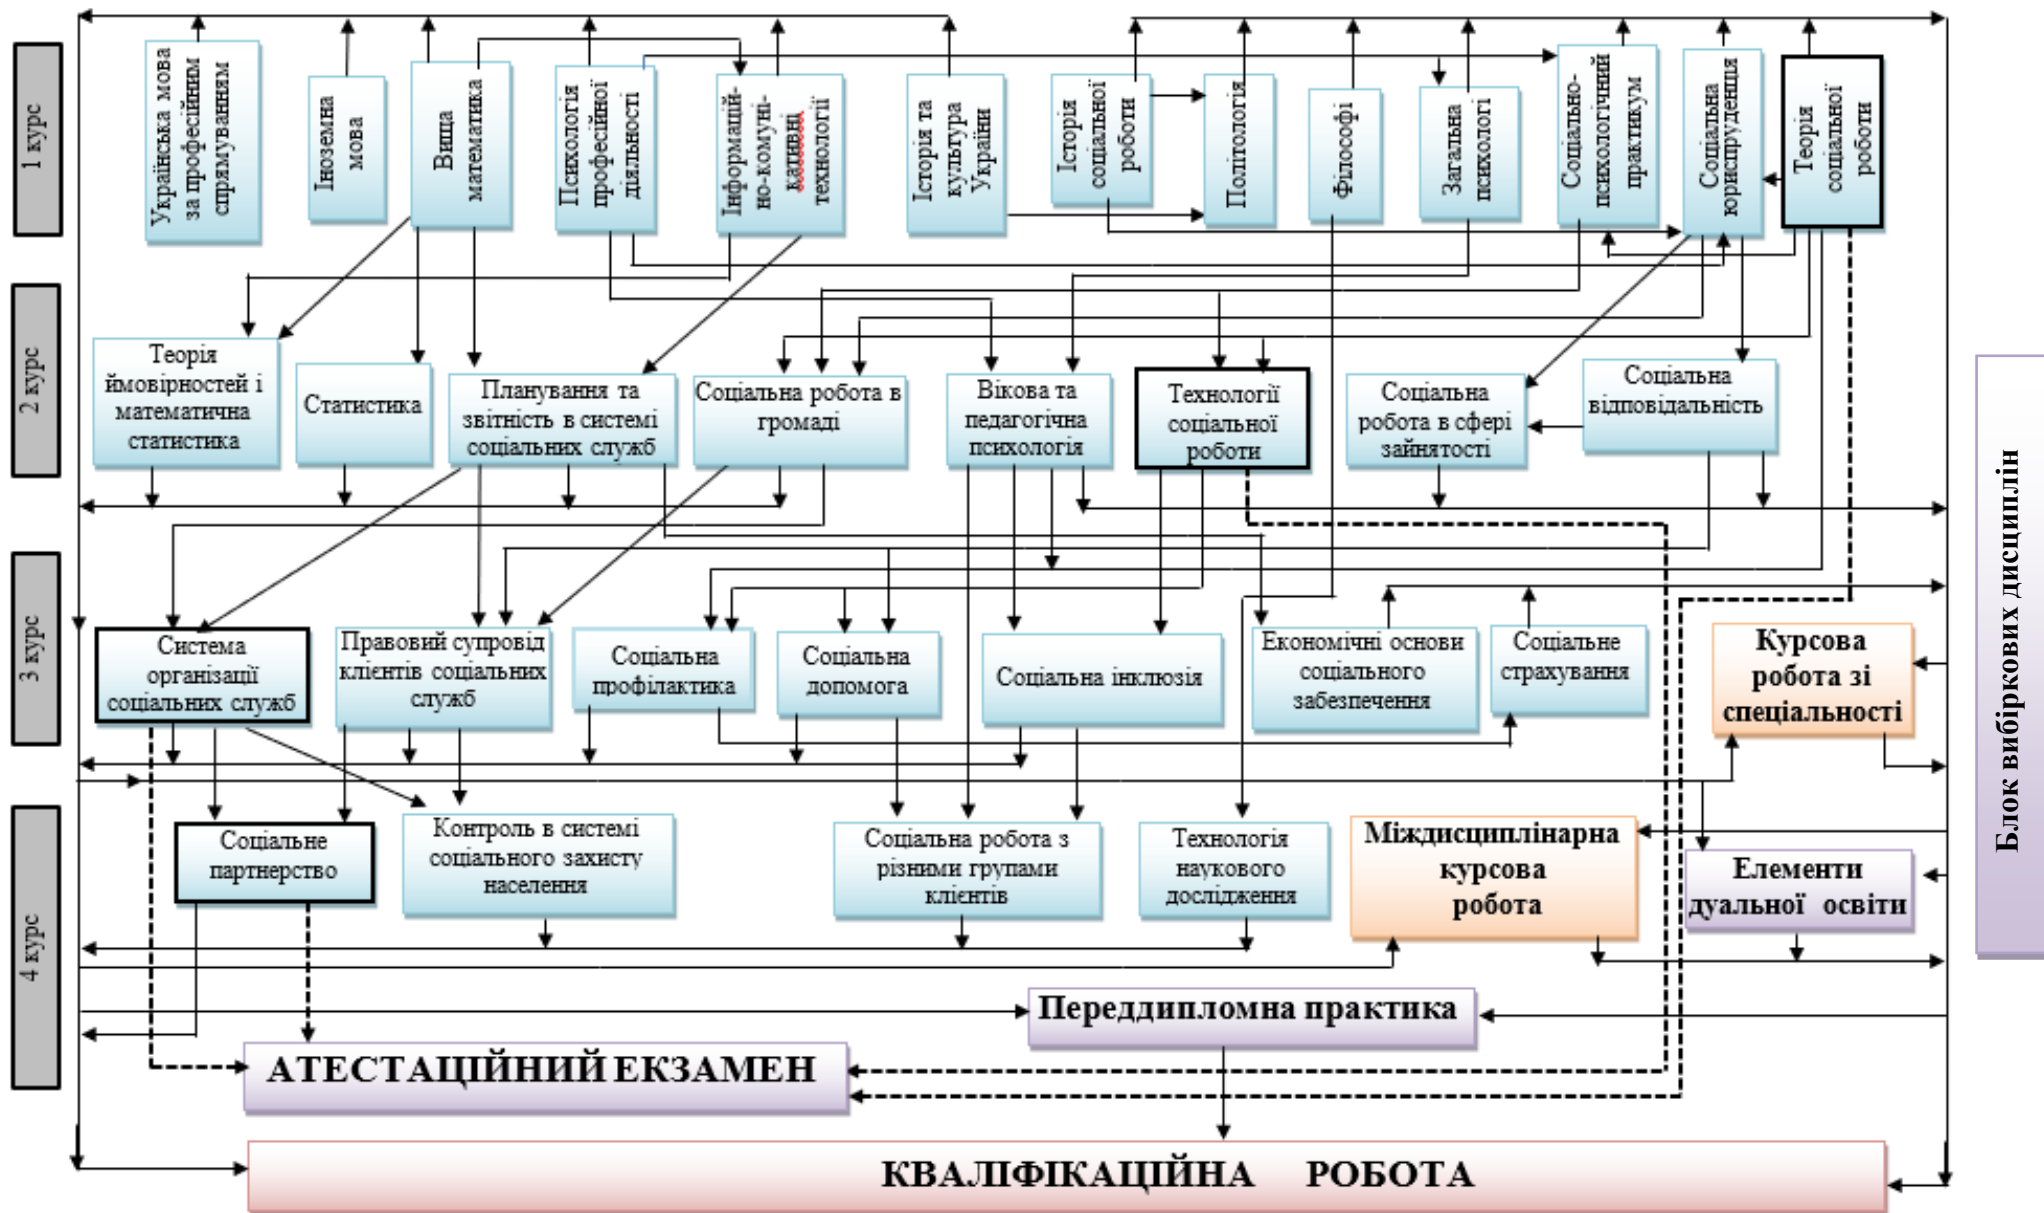 1 курс
Українська мова
за професійним
спрямуванням
Іноземна
мова
Вища
математика
Психологія
професійної
діяльності
Інформацій-
но-комуні-
кативні
технології
Історія та
культура
України
Історія
соціальної
роботи
Політологія
Філософі
Загальна
психологі
Соціально-
психологічний
практикум
Соціальна
юриспруденція
Теорія
соціальної
роботи
2 курс
Теорія
ймовірностей і
математична
статистика
Статистика
Планування та
звітність в системі
соціальних служб
Соціальна робота в
громаді
Вікова та
педагогічна
психологія
Технології
соціальної
роботи
Соціальна
робота в сфері
зайнятості
Соціальна
відповідальність
3 курс
Система
організації
соціальних служб
Правовий супровід
клієнтів соціальних
служб
Соціальна
профілактика
Соціальна
допомога
Соціальна інклюзія
Економічні основи
соціального
забезпечення
Соціальне
страхування
Курсова
робота зі
спеціальності
4 курс
Соціальне
партнерство
Контроль в системі
соціального захисту
населення
Соціальна робота з
різними групами
клієнтів
Технологія
наукового
дослідження
Міждисциплінарна
курсова
робота
Елементи
дуальної освіти
Переддипломна практика
АТЕСТАЦІЙНИЙ ЕКЗАМЕН
КВАЛІФІКАЦІЙНА РОБОТА
Блок вибіркових дисциплін